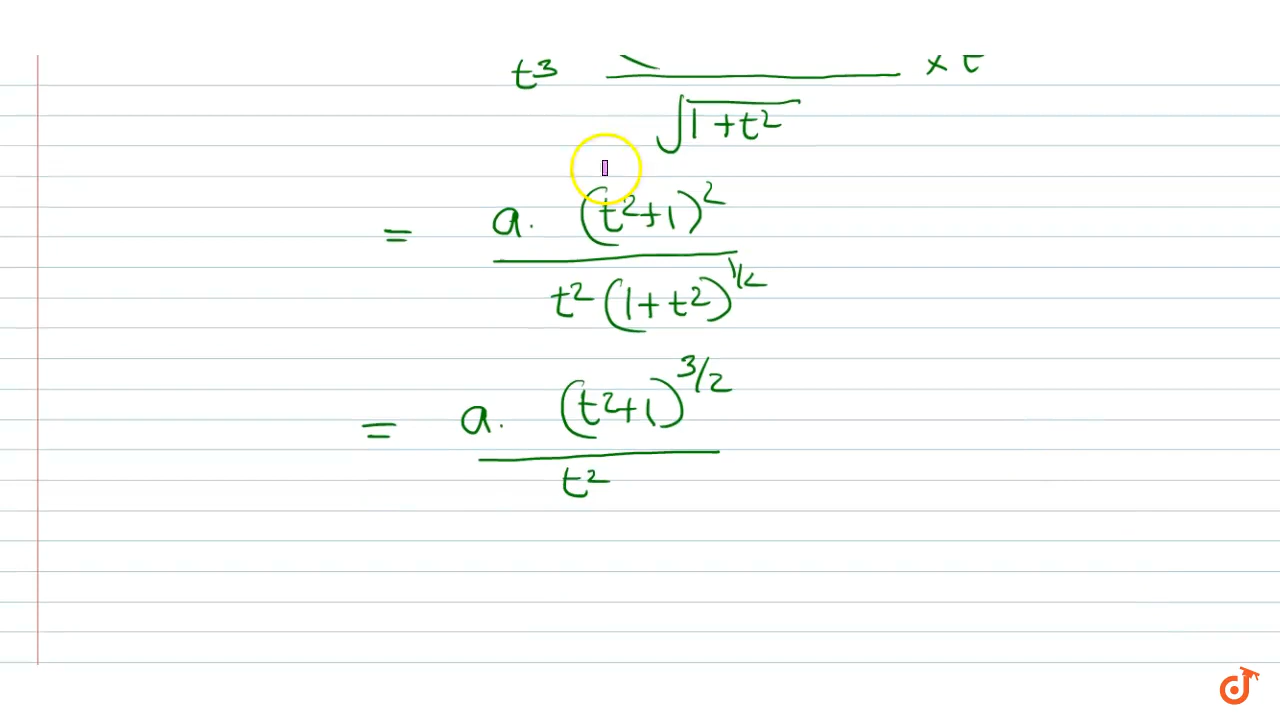 t3 × t
√1+t2
= a. (t2+1)2
t2 (1+t2)1/2
= a. (t2+1)3/2
t2